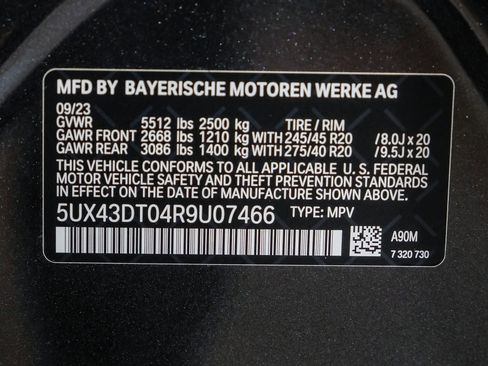 MFD BY BAYERISCHE MOTOREN WERKE AG
09/23
GVWR 5512 lbs 2500 kg TIRE / RIM
GAWR FRONT 2668 lbs 1210 kg WITH 245/45 R20 /8.0J x 20
GAWR REAR 3086 lbs 1400 kg WITH 275/40 R20 /9.5J x 20
THIS VEHICLE CONFORMS TO ALL APPLICABLE U. S. FEDERAL
MOTOR VEHICLE SAFETY AND THEFT PREVENTION STANDARDS
IN EFFECT ON THE DATE OF MANUFACTURE SHOWN ABOVE.
5UX43DT04R9U07466 TYPE: MPV
A90M
7 320 730